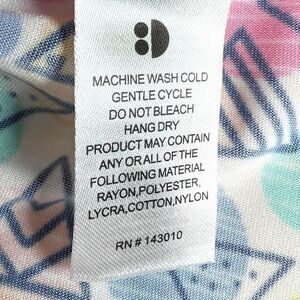 MACHINE WASH COLD
GENTLE CYCLE
DO NOT BLEACH
HANG DRY
PRODUCT MAY CONTAIN
ANY OR ALL OF THE
FOLLOWING MATERIAL
RAYON,POLYESTER,
LYCRA,COTTON,NYLON
RN # 143010